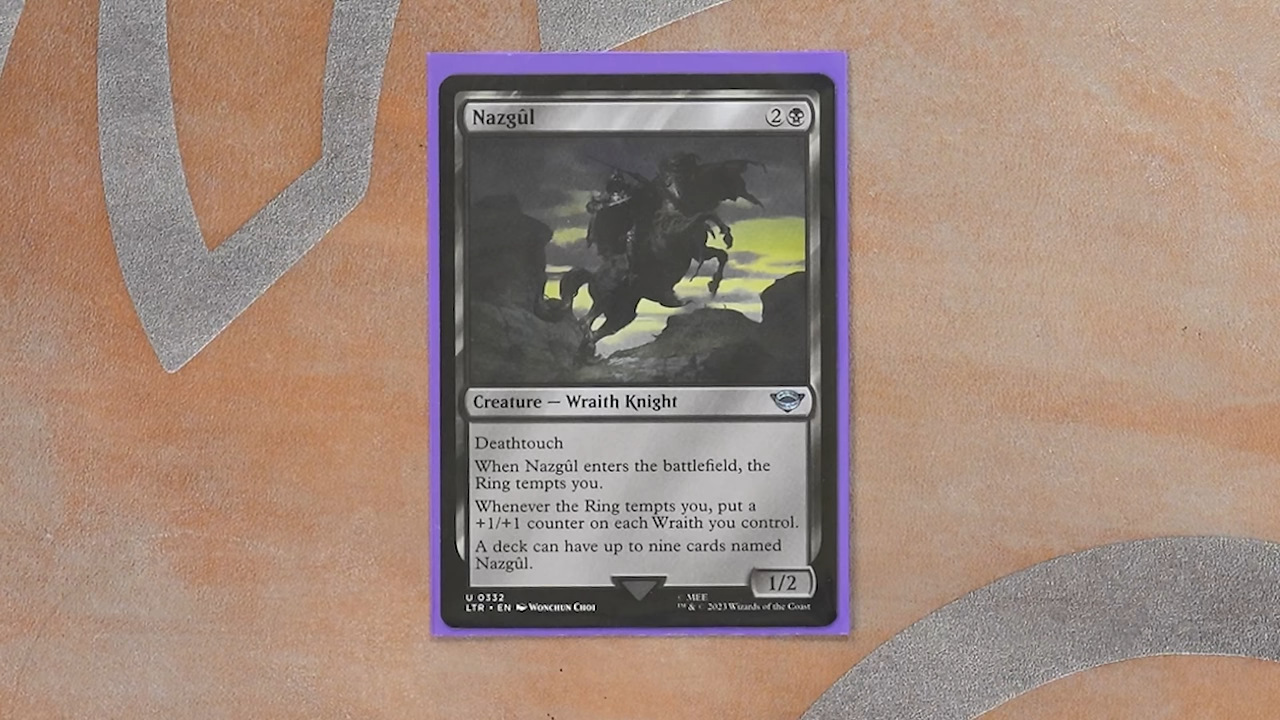 Nazgûl 2
Creature — Wraith Knight
Deathtouch
When Nazgûl enters the battlefield, the
Ring tempts you.
Whenever the Ring tempts you, put a
+1/+1 counter on each Wraith you control.
A deck can have up to nine cards named
Nazgûl.
1/2
U 0332
LTR • EN Wonchun Choi
© MEE
™ & © 2023 Wizards of the Coast